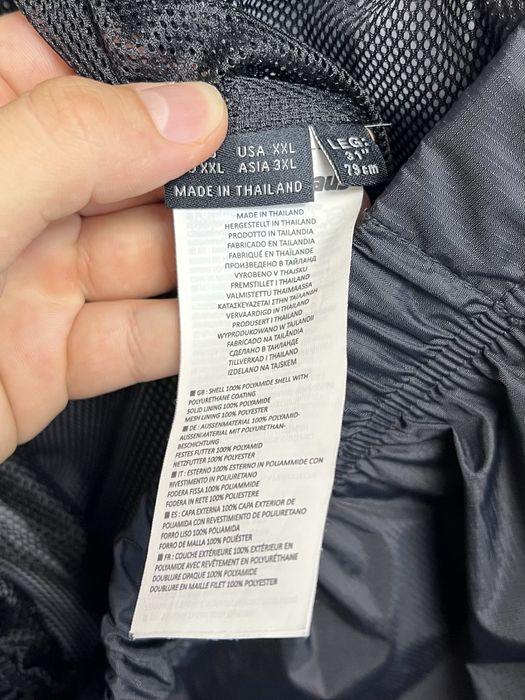 USA XXL
XXL ASIA 3XL
MADE IN THAILAND
LEG:
31"
79cm
MADE IN THAILAND
HERGESTELLT IN THAILAND
PRODOTTO IN TAILANDIA
FABRICADO EN TAILANDIA
FABRIQUÉ EN THAÏLANDE
ПРОИЗВЕДЕНО В ТАЙЛАНД
VYROBENO V THAJSKU
FREMSTILLET I THAILAND
VALMISTETTU THAIMAASSA
ΚΑΤΑΣΚΕΥΑΖΕΤΑΙ ΣΤΗΝ ΤΑΙΛΑΝΔΗ
VERVAARDIGD IN THAILAND
PRODUSERT I THAILAND
WYPRODUKOWANO W TAJLANDII
FABRICADO NA TAILÂNDIA
СДЕЛАНО В ТАИЛАНДЕ
TILLVERKAD I THAILAND
IZDELANO NA TAJSKEM
■ GB : SHELL 100% POLYAMIDE SHELL WITH
POLYURETHANE COATING
SOLID LINING 100% POLYAMIDE
MESH LINING 100% POLYESTER
■ DE : AUSSENMATERIAL 100% POLYAMID-
AUSSENMATERIAL MIT POLYURETHAN-
BESCHICHTUNG
FESTES FUTTER 100% POLYAMID
NETZFUTTER 100% POLYESTER
■ IT : ESTERNO 100% ESTERNO IN POLIAMMIDE CON
RIVESTIMENTO IN POLIURETANO
FODERA FISSA 100% POLIAMMIDE
FODERA IN RETE 100% POLIESTERE
■ ES : CAPA EXTERNA 100% CAPA EXTERIOR DE
POLIAMIDA CON REVESTIMENTO DE POLIURETANO
FORRO LISO 100% POLIAMIDA
FORRO DE MALLA 100% POLIÉSTER
■ FR : COUCHE EXTÉRIEURE 100% EXTÉRIEUR EN
POLYAMIDE AVEC REVÊTEMENT EN POLYURÉTHANE
DOUBLURE OPAQUE 100% POLYAMIDE
DOUBLURE EN MAILLE FILET 100% POLYESTER